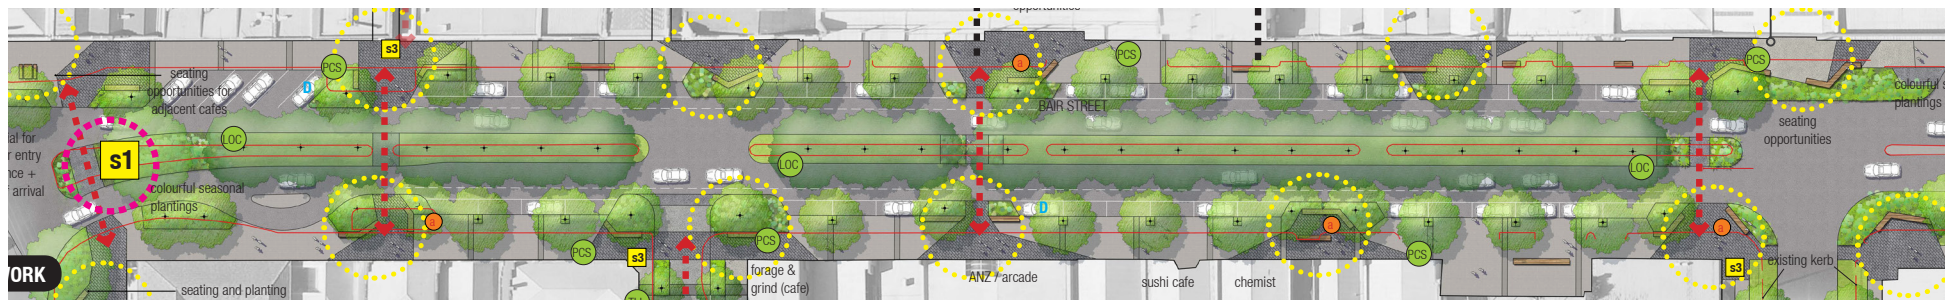 opportunities
s3
PCS
PCS
a
PCS
seating
opportunities for
adjacent cafes
D
BAIR STREET
colourful s
plantings
seating
opportunities
LOC
LOC
LOC
s1
al for
r entry
nce +
f arrival
colourful seasonal
plantings
D
a
a
a
PCS
PCS
PCS
s3
s3
WORK
seating and planting
forage &
grind (cafe)
ANZ / arcade
sushi cafe
chemist
existing kerb